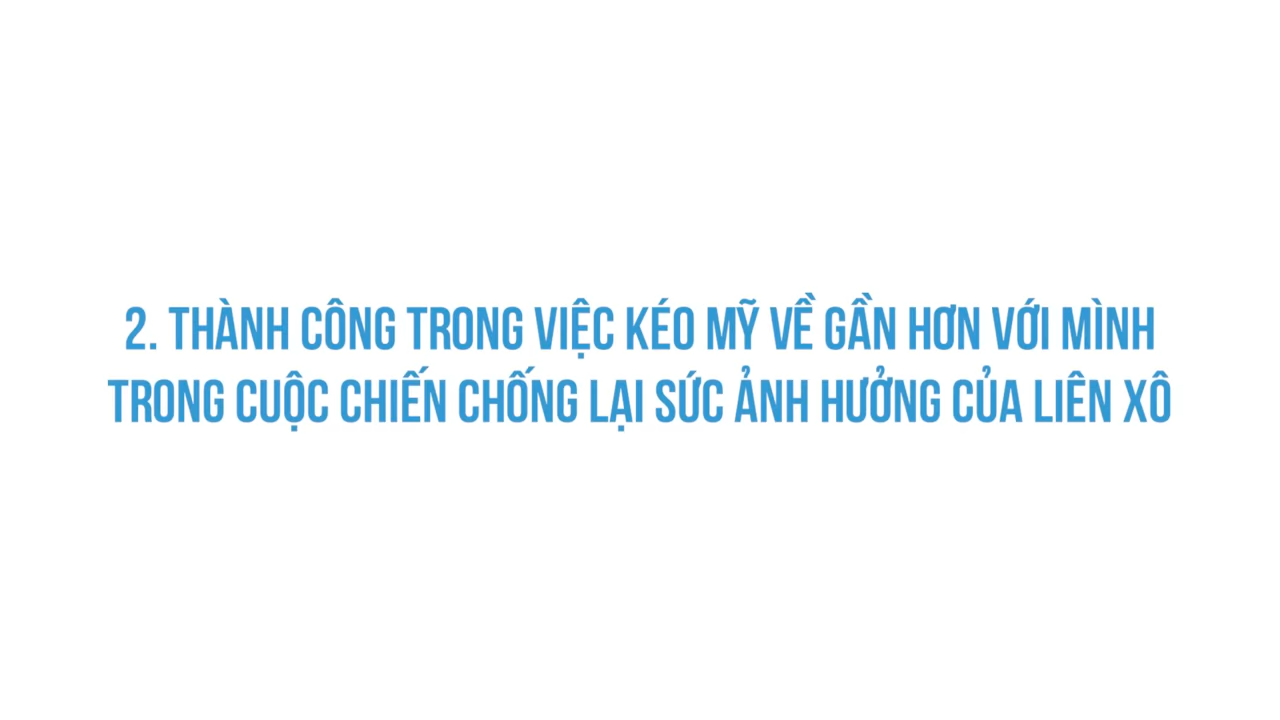 2. THÀNH CÔNG TRONG VIỆC KÉO MỸ VỀ GẦN HƠN VỚI MÌNH
TRONG CUỘC CHIẾN CHỐNG LẠI SỨC ẢNH HƯỞNG CỦA LIÊN XÔ